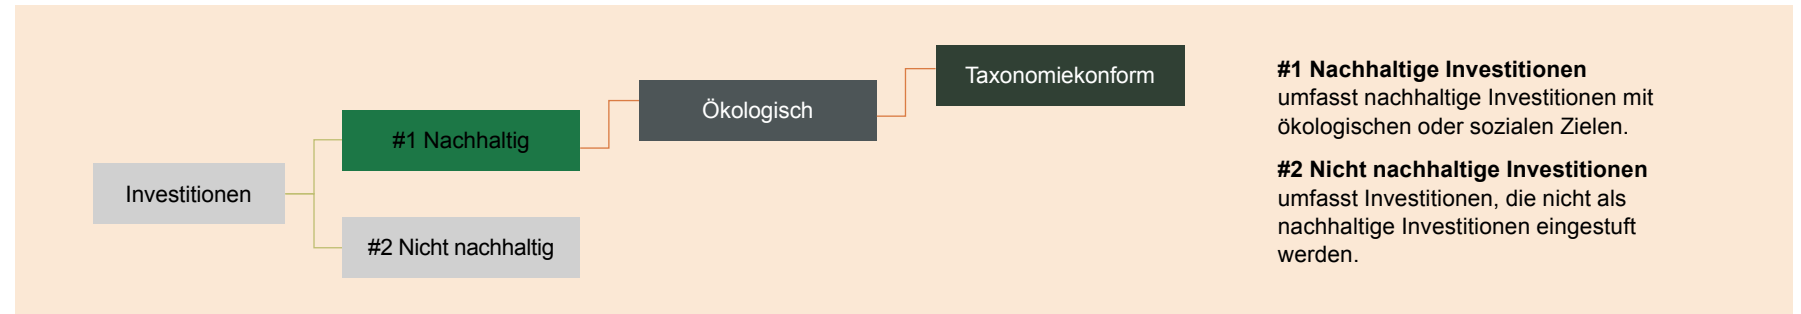 Taxonomiekonform
Ökologisch
#1 Nachhaltig
Investitionen
#2 Nicht nachhaltig
#1 Nachhaltige Investitionen
umfasst nachhaltige Investitionen mit
ökologischen oder sozialen Zielen.
#2 Nicht nachhaltige Investitionen
umfasst Investitionen, die nicht als
nachhaltige Investitionen eingestuft
werden.